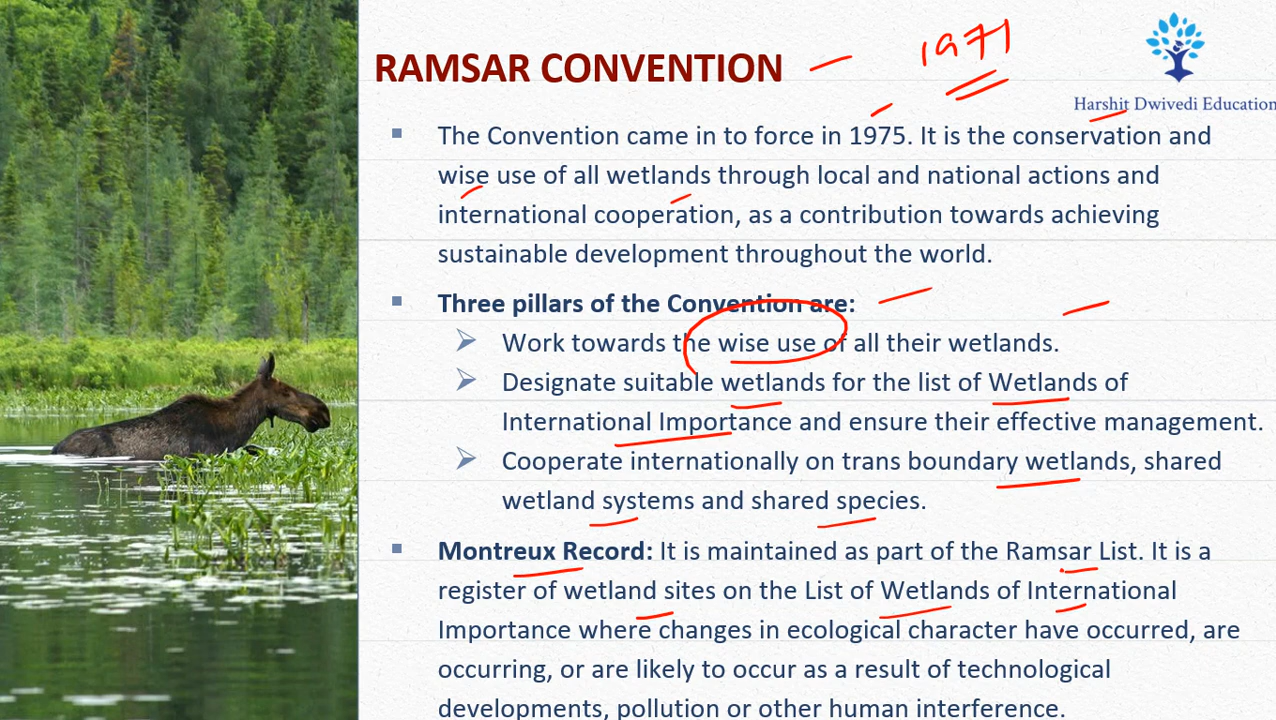 RAMSAR CONVENTION
1971
Harshit Dwivedi Education
▪ The Convention came in to force in 1975. It is the conservation and
wise use of all wetlands through local and national actions and
international cooperation, as a contribution towards achieving
sustainable development throughout the world.
▪ Three pillars of the Convention are:
➢ Work towards the wise use of all their wetlands.
➢ Designate suitable wetlands for the list of Wetlands of
International Importance and ensure their effective management.
➢ Cooperate internationally on trans boundary wetlands, shared
wetland systems and shared species.
▪ Montreux Record: It is maintained as part of the Ramsar List. It is a
register of wetland sites on the List of Wetlands of International
Importance where changes in ecological character have occurred, are
occurring, or are likely to occur as a result of technological
developments, pollution or other human interference.